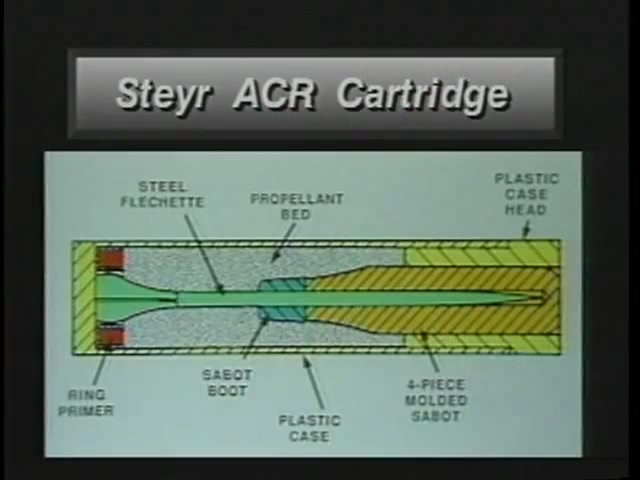 Steyr ACR Cartridge
STEEL
FLECHETTE
PROPELLANT
BED
PLASTIC
CASE
HEAD
RING
PRIMER
SABOT
BOOT
PLASTIC
CASE
4-PIECE
MOLDED
SABOT